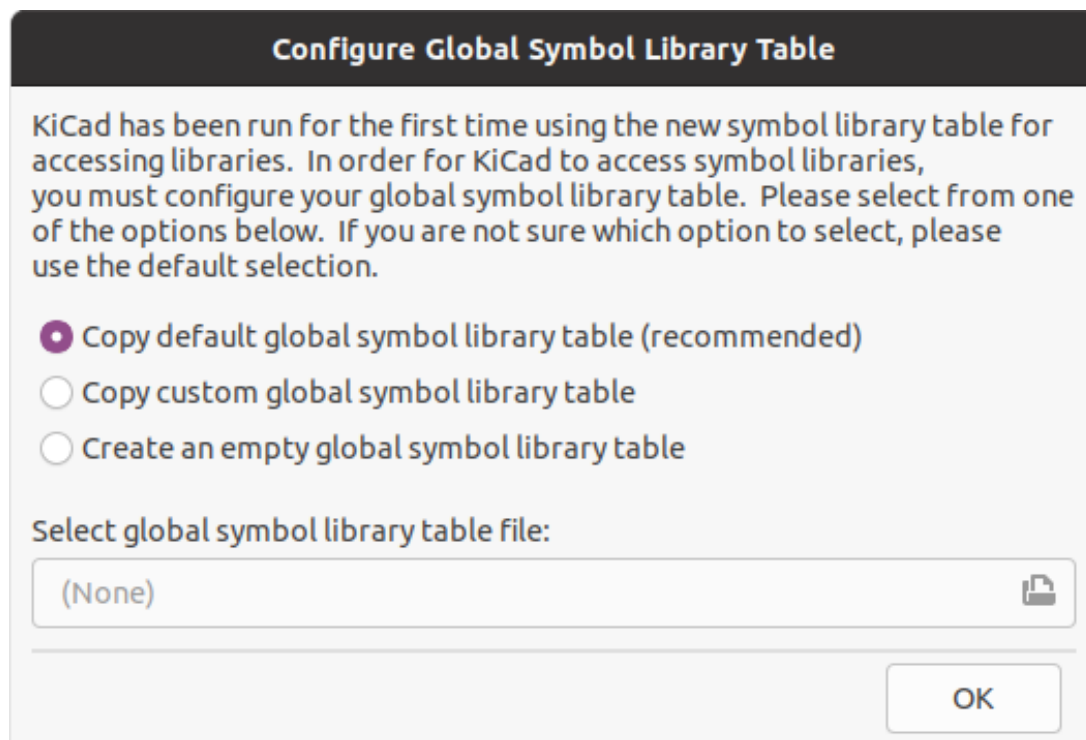 Configure Global Symbol Library Table
KiCad has been run for the first time using the new symbol library table for
accessing libraries.  In order for KiCad to access symbol libraries,
you must configure your global symbol library table.  Please select from one
of the options below.  If you are not sure which option to select, please
use the default selection.
Copy default global symbol library table (recommended)
Copy custom global symbol library table
Create an empty global symbol library table
Select global symbol library table file:
(None)
OK